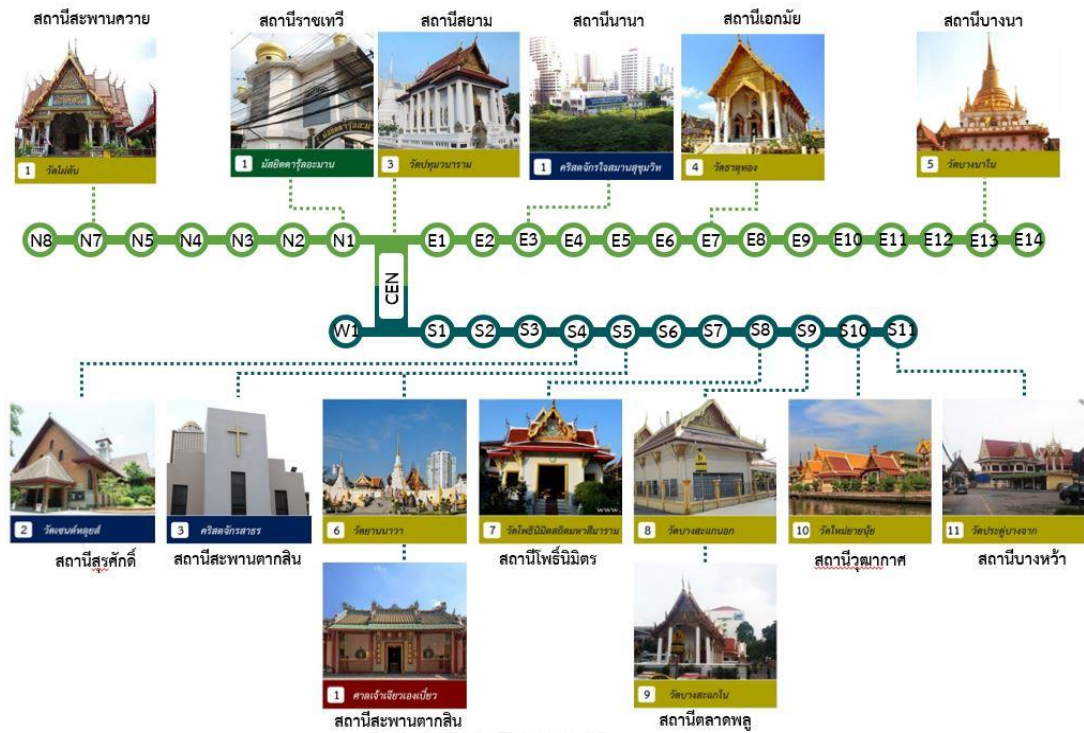 สถานีสะพานควาย
สถานีราชเทวี
สถานีสยาม
สถานีนานา
สถานีเอกมัย
สถานีบางนา
1 วัดไผ่ตัน
1 มัสยิดดารุ้ลอะมาน
3 วัดปทุมวนาราม
1 คริสตจักรใจสมานสุขุมวิท
4 วัดธาตุทอง
5 วัดบางนาใน
N8 N7 N5 N4 N3 N2 N1 E1 E2 E3 E4 E5 E6 E7 E8 E9 E10 E11 E12 E13 E14
CEN
W1 S1 S2 S3 S4 S5 S6 S7 S8 S9 S10 S11
2 วัดเซนต์หลุยส์
3 คริสตจักรสาธร
6 วัดยานนาวา
7 วัดโพธินิมิตสถิตมหาสีมาราม
8 วัดบางสะแกนอก
10 วัดใหม่ยายนุ้ย
11 วัดประดู่บางจาก
สถานีสุรศักดิ์
สถานีสะพานตากสิน
สถานีโพธิ์นิมิตร
สถานีวุฒากาศ
สถานีบางหว้า
1 ศาลเจ้าเจียวเองเบี่ยว
9 วัดบางสะแกใน
สถานีสะพานตากสิน
สถานีตลาดพลู